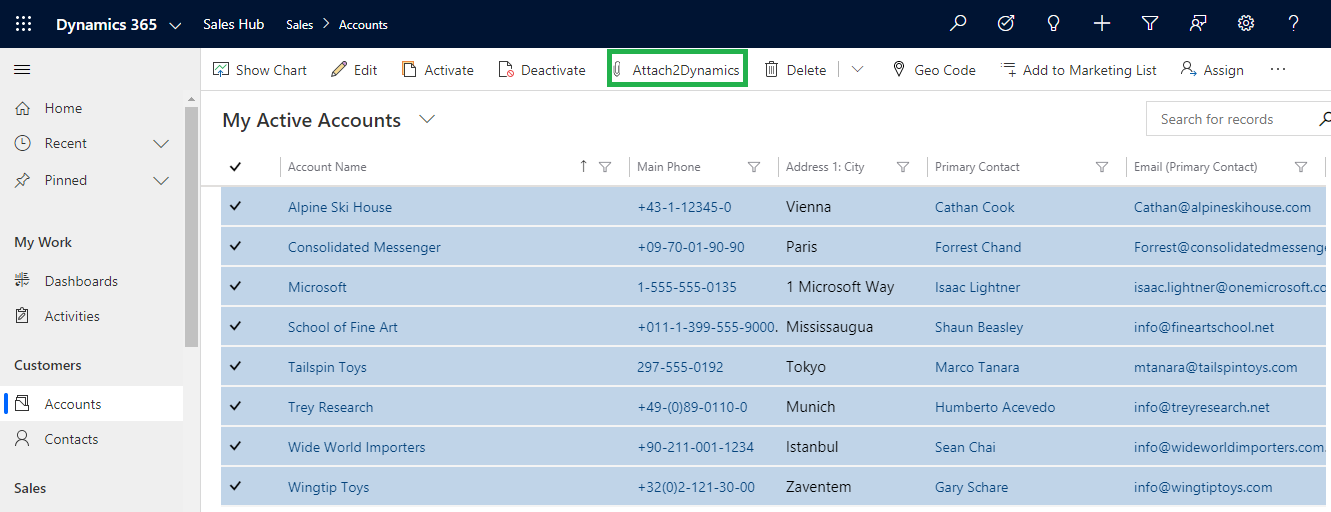 Dynamics 365 Sales Hub Sales > Accounts ?
Show Chart Edit Activate Deactivate Attach2Dynamics Delete Geo Code Add to Marketing List Assign ...
Home
Recent
Pinned
My Work
Dashboards
Activities
Customers
Accounts
Contacts
Sales
My Active Accounts Search for records
Account Name Main Phone Address 1: City Primary Contact Email (Primary Contact)
Alpine Ski House +43-1-12345-0 Vienna Cathan Cook Cathan@alpineskihouse.com
Consolidated Messenger +09-70-01-90-90 Paris Forrest Chand Forrest@consolidatedmessenge
Microsoft 1-555-555-0135 1 Microsoft Way Isaac Lightner isaac.lightner@onemicrosoft.co
School of Fine Art +011-1-399-555-9000. Mississaugua Shaun Beasley info@fineartschool.net
Tailspin Toys 297-555-0192 Tokyo Marco Tanara mtanara@tailspintoys.com
Trey Research +49-(0)89-0110-0 Munich Humberto Acevedo info@treyresearch.net
Wide World Importers +90-211-001-1234 Istanbul Sean Chai info@wideworldimporters.com
Wingtip Toys +32(0)2-121-30-00 Zaventem Gary Schare info@wingtiptoys.com